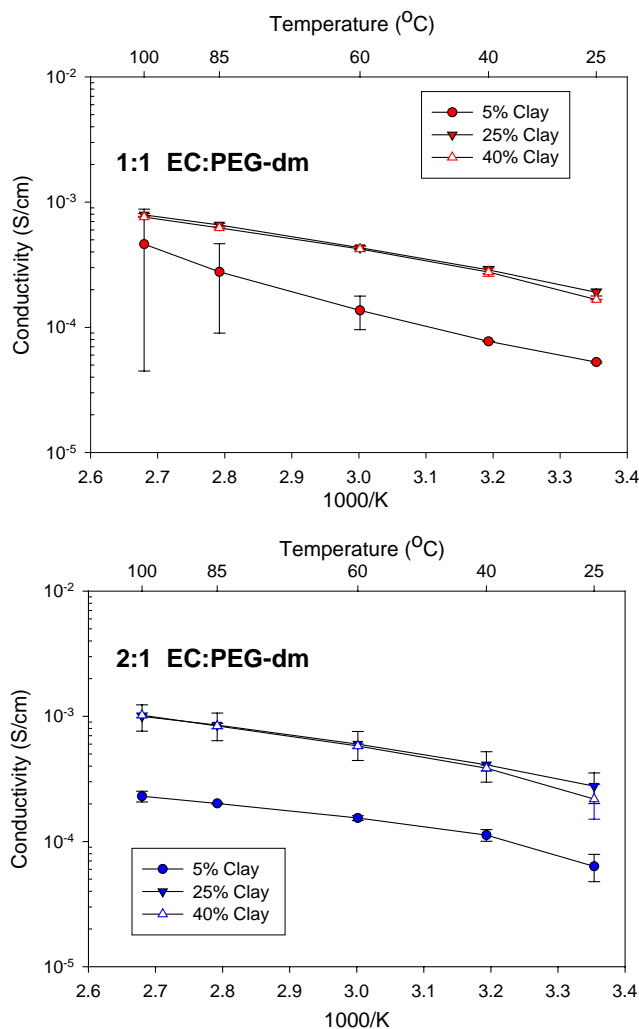 Temperature (°C)
100 85 60 40 25
10⁻²
5% Clay
25% Clay
40% Clay
1:1 EC:PEG-dm
10⁻³
Conductivity (S/cm)
10⁻⁴
10⁻⁵
2.6 2.7 2.8 2.9 3.0 3.1 3.2 3.3 3.4
1000/K
Temperature (°C)
100 85 60 40 25
10⁻²
2:1 EC:PEG-dm
10⁻³
Conductivity (S/cm)
10⁻⁴
5% Clay
25% Clay
40% Clay
10⁻⁵
2.6 2.7 2.8 2.9 3.0 3.1 3.2 3.3 3.4
1000/K